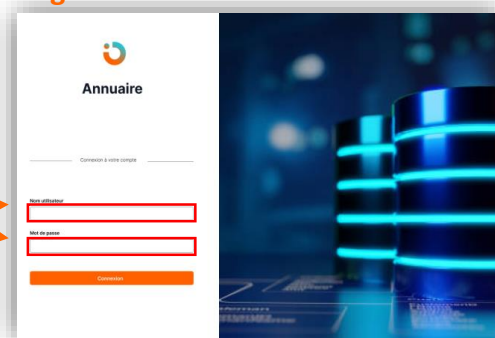 Annuaire
Connexion à votre compte
Nom utilisateur
Mot de passe
Connexion